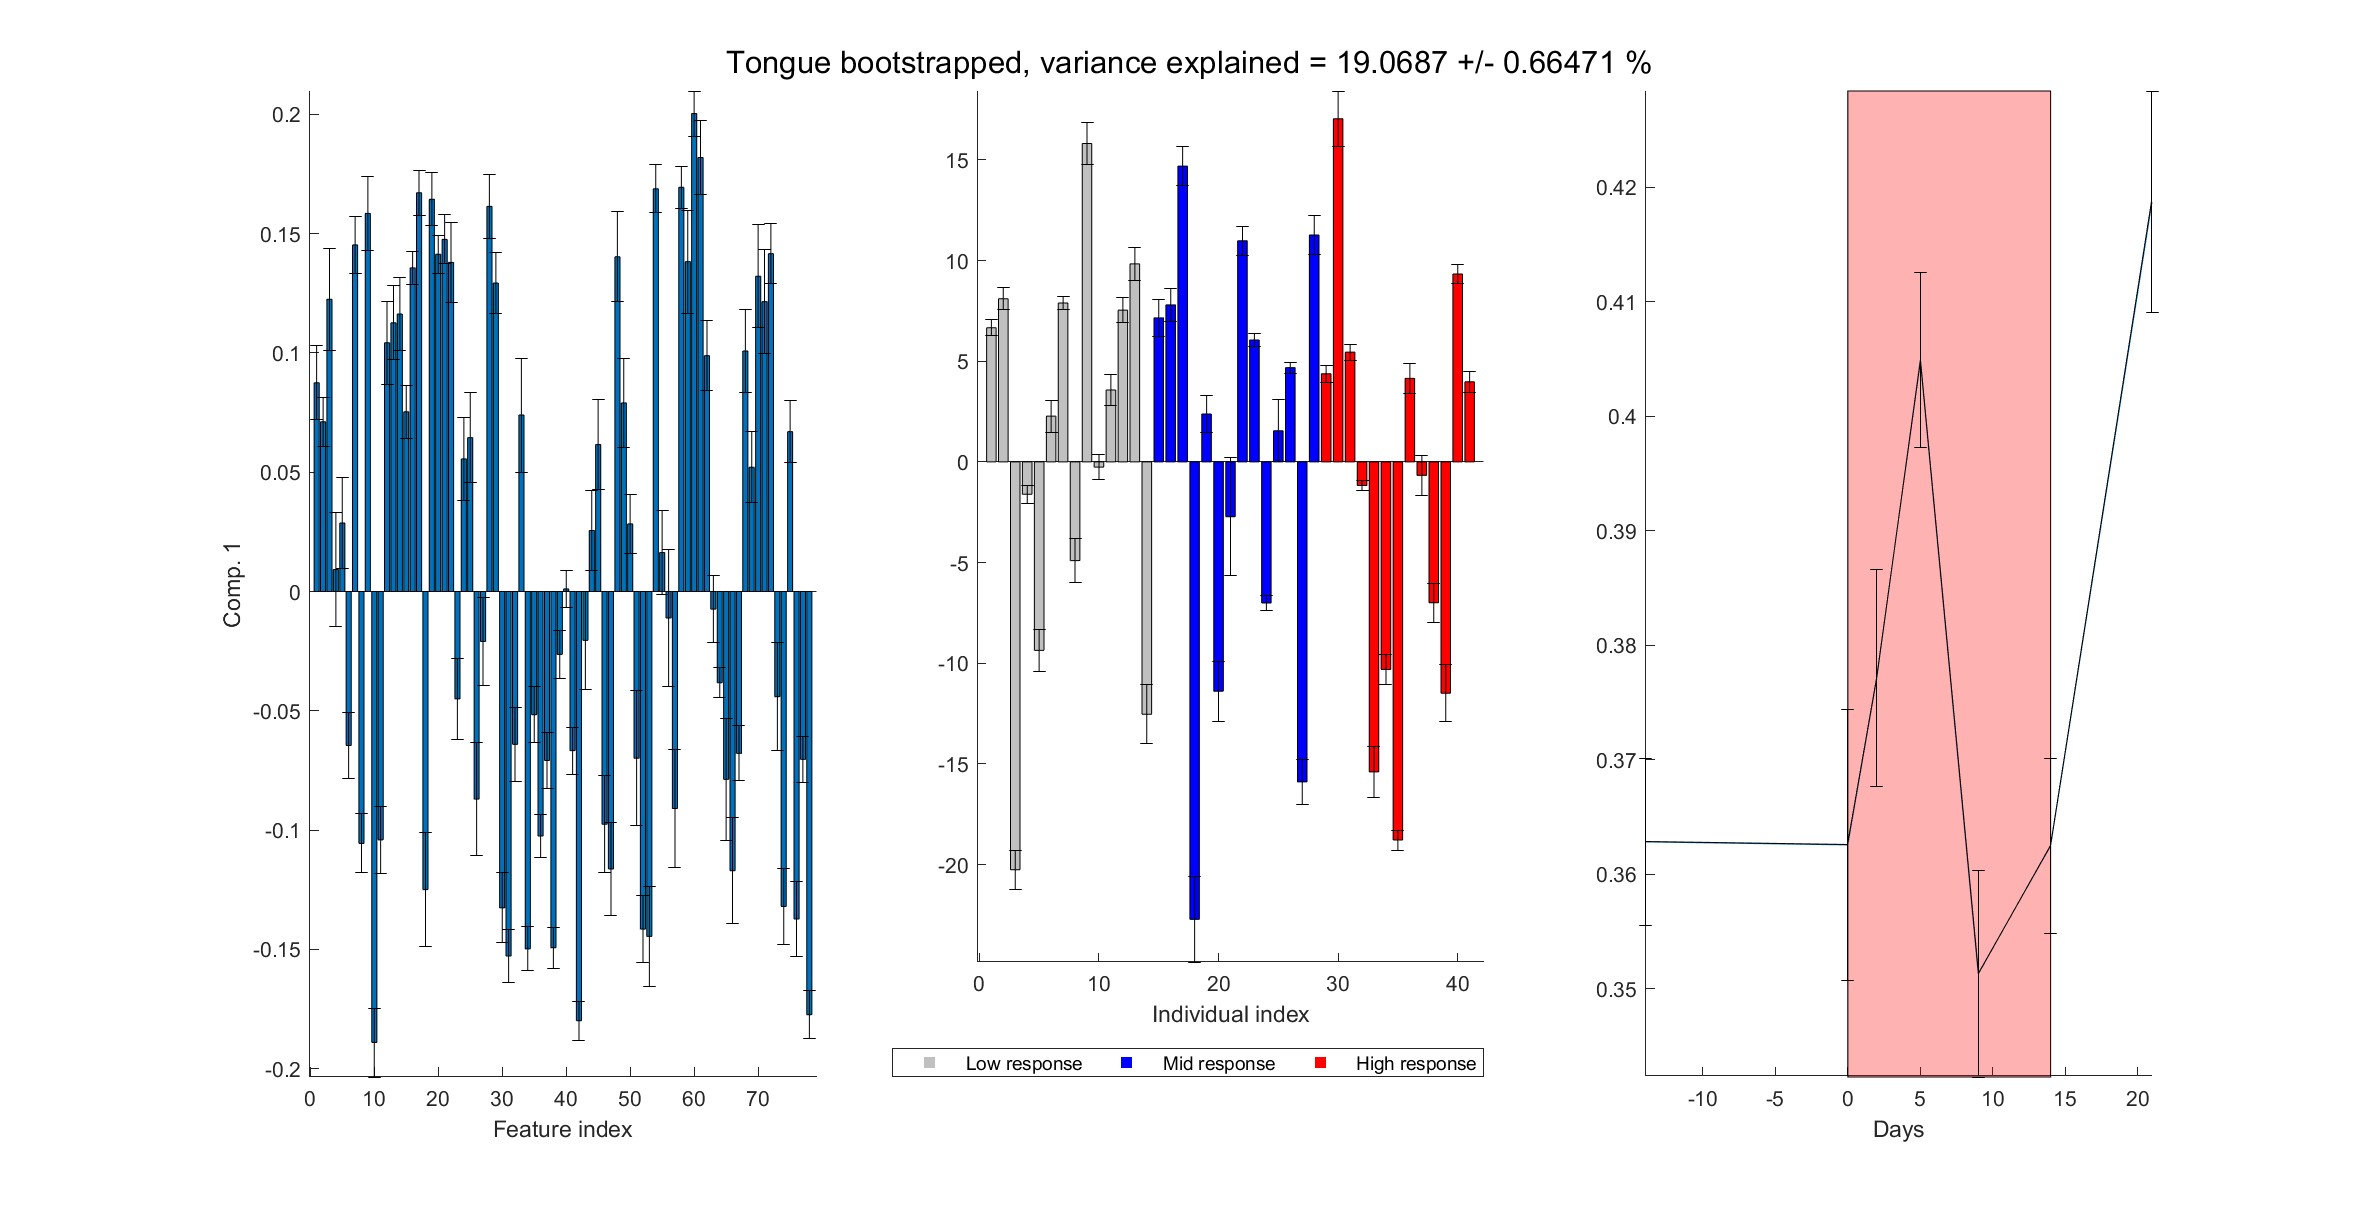 Tongue bootstrapped, variance explained = 19.0687 +/- 0.66471 %
Comp. 1
0.2
0.15
0.1
0.05
0
-0.05
-0.1
-0.15
-0.2
0 10 20 30 40 50 60 70
Feature index
15
10
5
0
-5
-10
-15
-20
0 10 20 30 40
Individual index
Low response Mid response High response
0.42
0.41
0.4
0.39
0.38
0.37
0.36
0.35
-10 -5 0 5 10 15 20
Days